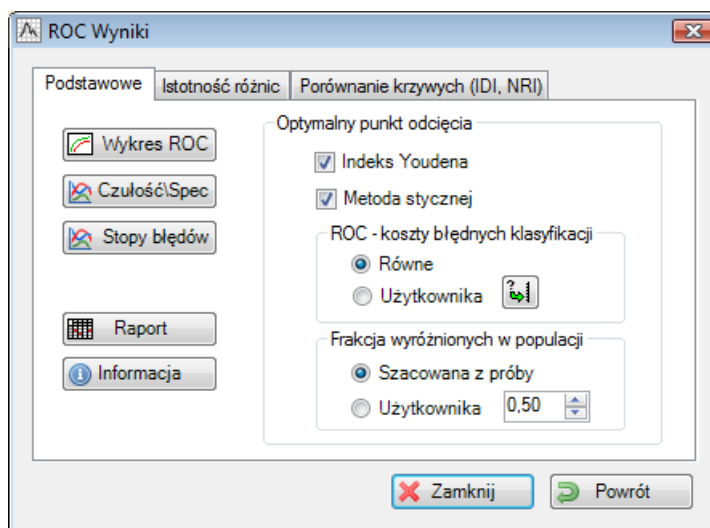 ROC Wyniki
Podstawowe
Istotność różnic
Porównanie krzywych (IDI, NRI)
Wykres ROC
Czułość\Spec
Stopy błędów
Raport
Informacja
Optymalny punkt odcięcia
Indeks Youdena
Metoda stycznej
ROC - koszty błędnych klasyfikacji
Równe
Użytkownika
Frakcja wyróżnionych w populacji
Szacowana z próby
Użytkownika 0,50
Zamknij
Powrót